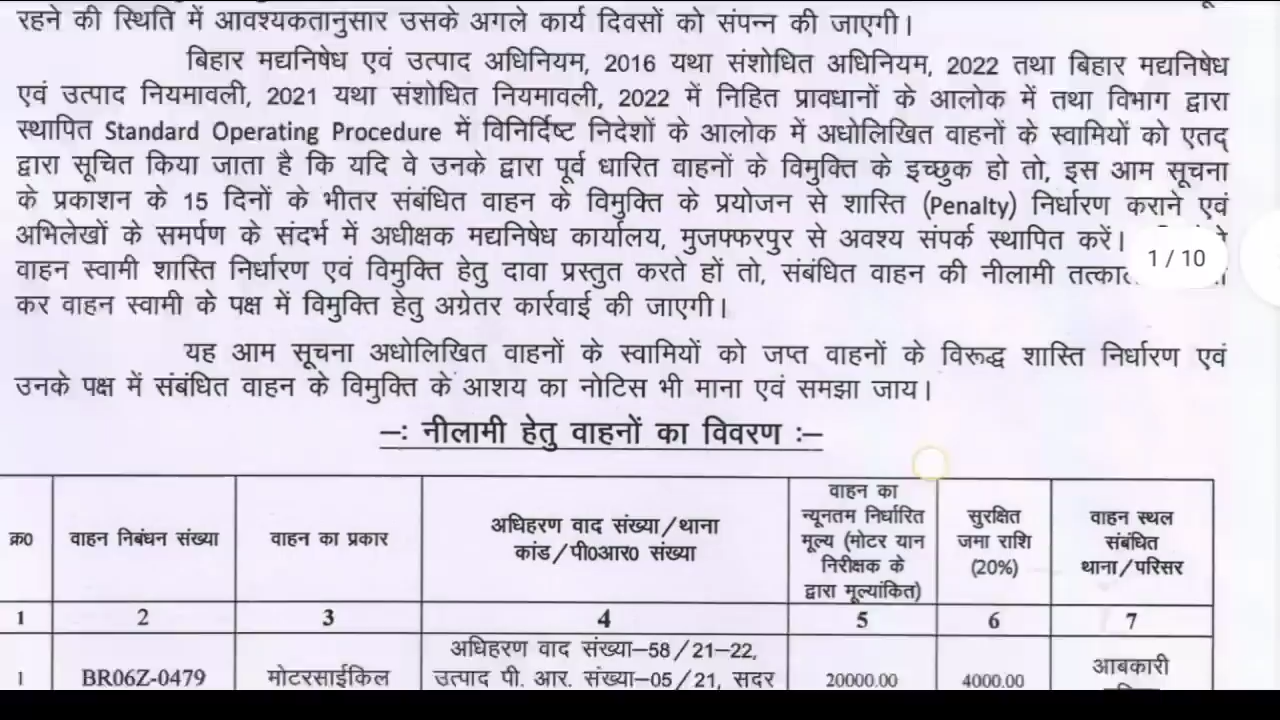 रहने की स्थिति में आवश्यकतानुसार उसके अगले कार्य दिवसों को संपन्न की जाएगी।
बिहार मद्यनिषेध एवं उत्पाद अधिनियम, 2016 यथा संशोधित अधिनियम, 2022 तथा बिहार मद्यनिषेध
एवं उत्पाद नियमावली, 2021 यथा संशोधित नियमावली, 2022 में निहित प्रावधानों के आलोक में तथा विभाग द्वारा
स्थापित Standard Operating Procedure में विनिर्दिष्ट निदेशों के आलोक में अधोलिखित वाहनों के स्वामियों को एतद्
द्वारा सूचित किया जाता है कि यदि वे उनके द्वारा पूर्व धारित वाहनों के विमुक्ति के इच्छुक हो तो, इस आम सूचना
के प्रकाशन के 15 दिनों के भीतर संबंधित वाहन के विमुक्ति के प्रयोजन से शास्ति (Penalty) निर्धारण कराने एवं
अभिलेखों के समर्पण के संदर्भ में अधीक्षक मद्यनिषेध कार्यालय, मुजफ्फरपुर से अवश्य संपर्क स्थापित करें।
1 / 10
वाहन स्वामी शास्ति निर्धारण एवं विमुक्ति हेतु दावा प्रस्तुत करते हों तो, संबंधित वाहन की नीलामी
कर वाहन स्वामी के पक्ष में विमुक्ति हेतु अग्रेतर कार्रवाई की जाएगी।
यह आम सूचना अधोलिखित वाहनों के स्वामियों को जप्त वाहनों के विरूद्ध शास्ति निर्धारण एवं
उनके पक्ष में संबंधित वाहन के विमुक्ति के आशय का नोटिस भी माना एवं समझा जाय।
–: नीलामी हेतु वाहनों का विवरण :–
क्र0
वाहन निबंधन संख्या
वाहन का प्रकार
अधिहरण वाद संख्या/थाना
कांड/पी0आर0 संख्या
वाहन का
न्यूनतम निर्धारित
मूल्य (मोटर यान
निरीक्षक के
द्वारा मूल्यांकित)
सुरक्षित
जमा राशि
(20%)
वाहन स्थल
संबंधित
थाना/परिसर
1 2 3 4 5 6 7
1
BR06Z-0479
मोटरसाईकिल
अधिहरण वाद संख्या–58/21–22,
उत्पाद पी. आर. संख्या–05/21, सदर
20000.00
4000.00
आबकारी